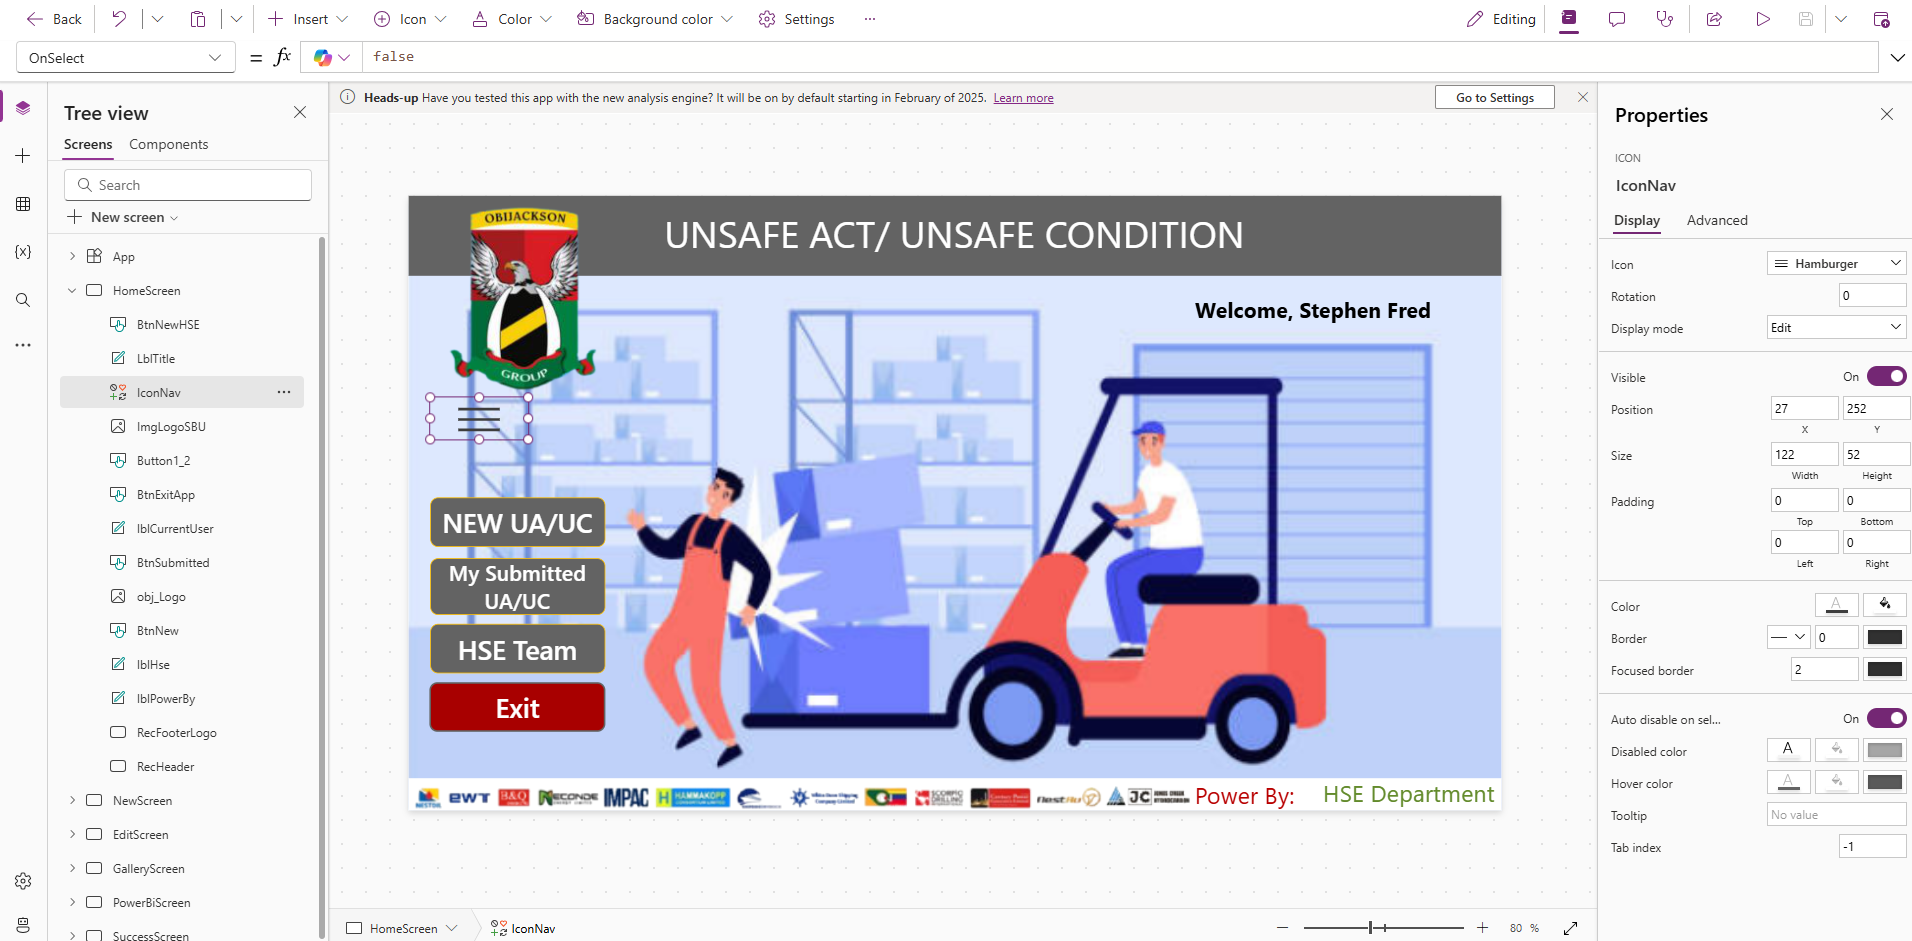 Back
Insert
Icon
Color
Background color
Settings
Editing
OnSelect
= fx
false
Tree view
Screens Components
Search
New screen
App
HomeScreen
BtnNewHSE
LblTitle
IconNav
ImgLogoSBU
Button1_2
BtnExitApp
lblCurrentUser
BtnSubmitted
obj_Logo
BtnNew
lblHse
lblPowerBy
RecFooterLogo
RecHeader
NewScreen
EditScreen
GalleryScreen
PowerBiScreen
SuccessScreen
Heads-up Have you tested this app with the new analysis engine? It will be on by default starting in February of 2025. Learn more
Go to Settings
OBIJACKSON
GROUP
UNSAFE ACT/ UNSAFE CONDITION
Welcome, Stephen Fred
NEW UA/UC
My Submitted
UA/UC
HSE Team
Exit
NESTOIL
EWT
B&Q
NECONDE
IMPAC
HAMMAKOPP
JC
Power By:
HSE Department
HomeScreen
IconNav
80 %
Properties
ICON
IconNav
Display Advanced
Icon
Hamburger
Rotation
0
Display mode
Edit
Visible
On
Position
27 252
X Y
Size
122 52
Width Height
Padding
0 0
Top Bottom
0 0
Left Right
Color
A
Border
0
Focused border
2
Auto disable on sel...
On
Disabled color
A
Hover color
A
Tooltip
No value
Tab index
-1